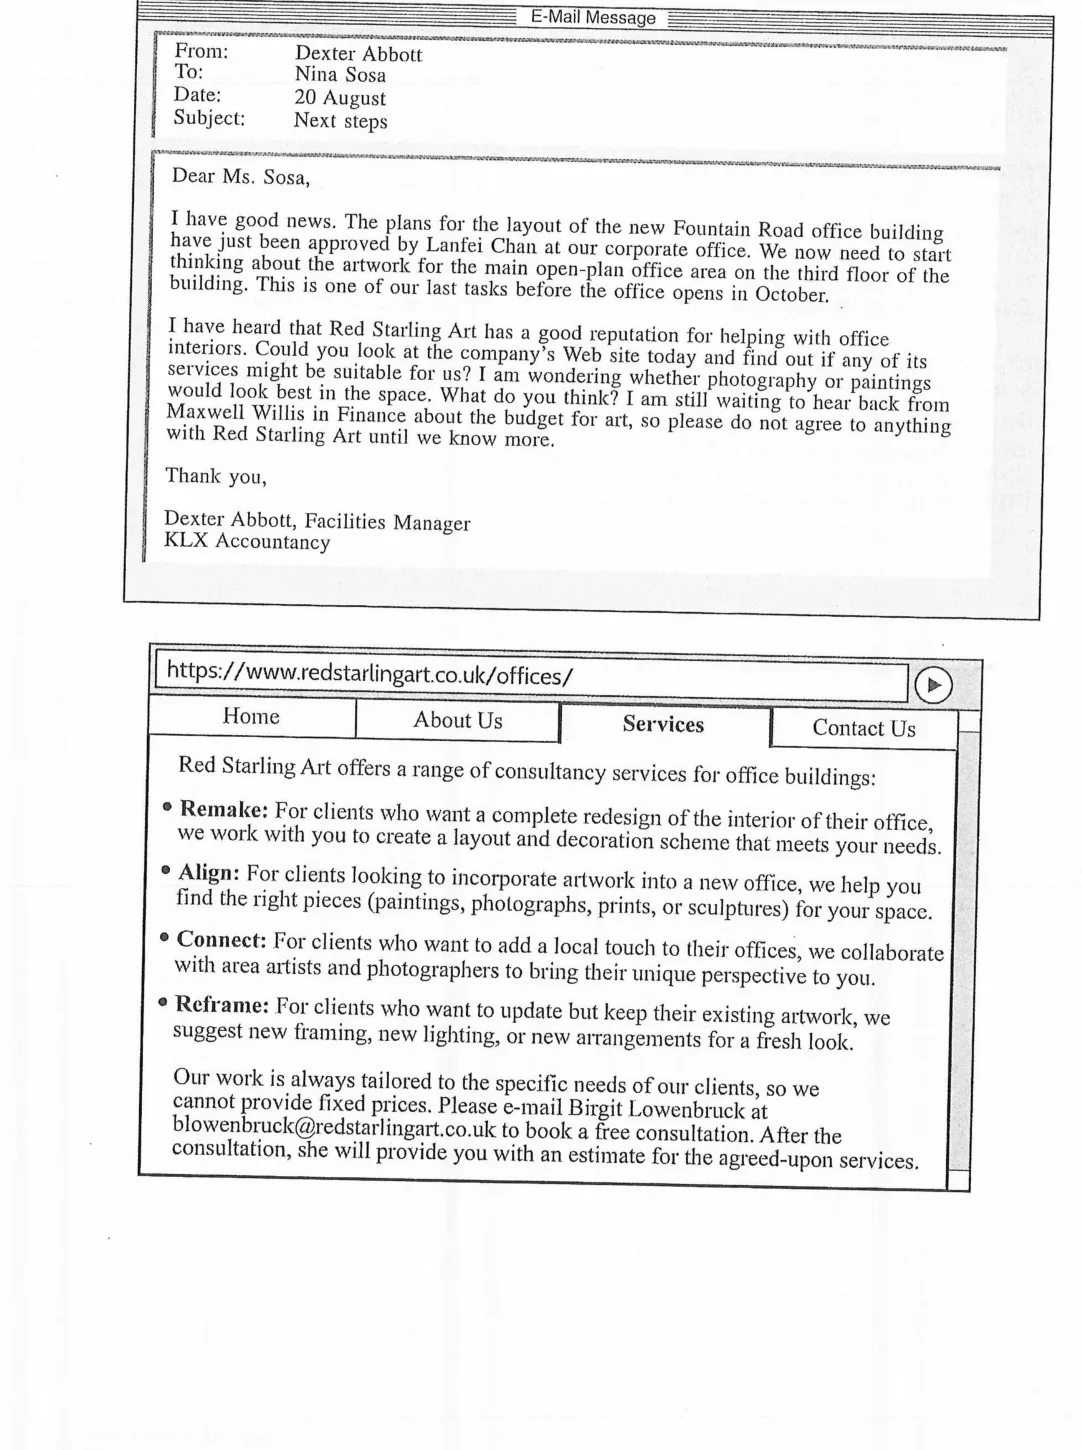 E-Mail Message
From: Dexter Abbott
To: Nina Sosa
Date: 20 August
Subject: Next steps
Dear Ms. Sosa,
I have good news. The plans for the layout of the new Fountain Road office building
have just been approved by Lanfei Chan at our corporate office. We now need to start
thinking about the artwork for the main open-plan office area on the third floor of the
building. This is one of our last tasks before the office opens in October.
I have heard that Red Starling Art has a good reputation for helping with office
interiors. Could you look at the company's Web site today and find out if any of its
services might be suitable for us? I am wondering whether photography or paintings
would look best in the space. What do you think? I am still waiting to hear back from
Maxwell Willis in Finance about the budget for art, so please do not agree to anything
with Red Starling Art until we know more.
Thank you,
Dexter Abbott, Facilities Manager
KLX Accountancy
https://www.redstarlingart.co.uk/offices/
Home About Us Services Contact Us
Red Starling Art offers a range of consultancy services for office buildings:
• Remake: For clients who want a complete redesign of the interior of their office,
we work with you to create a layout and decoration scheme that meets your needs.
• Align: For clients looking to incorporate artwork into a new office, we help you
find the right pieces (paintings, photographs, prints, or sculptures) for your space.
• Connect: For clients who want to add a local touch to their offices, we collaborate
with area artists and photographers to bring their unique perspective to you.
• Reframe: For clients who want to update but keep their existing artwork, we
suggest new framing, new lighting, or new arrangements for a fresh look.
Our work is always tailored to the specific needs of our clients, so we
cannot provide fixed prices. Please e-mail Birgit Lowenbruck at
blowenbruck@redstarlingart.co.uk to book a free consultation. After the
consultation, she will provide you with an estimate for the agreed-upon services.